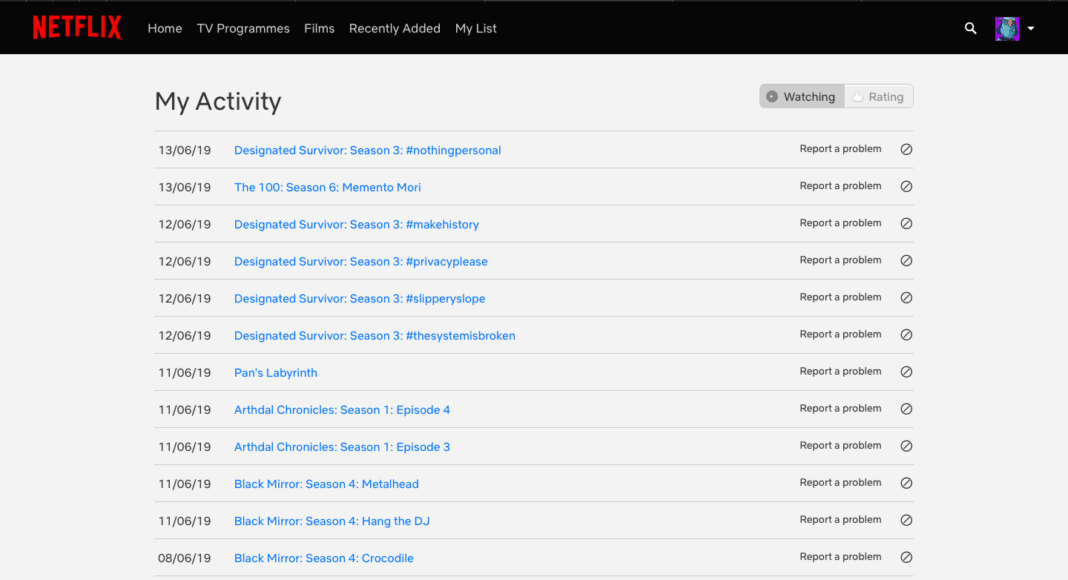 NETFLIX Home TV Programmes Films Recently Added My List
My Activity
Watching Rating
13/06/19 Designated Survivor: Season 3: #nothingpersonal Report a problem
13/06/19 The 100: Season 6: Memento Mori Report a problem
12/06/19 Designated Survivor: Season 3: #makehistory Report a problem
12/06/19 Designated Survivor: Season 3: #privacyplease Report a problem
12/06/19 Designated Survivor: Season 3: #slipperyslope Report a problem
12/06/19 Designated Survivor: Season 3: #thesystemisbroken Report a problem
11/06/19 Pan's Labyrinth Report a problem
11/06/19 Arthdal Chronicles: Season 1: Episode 4 Report a problem
11/06/19 Arthdal Chronicles: Season 1: Episode 3 Report a problem
11/06/19 Black Mirror: Season 4: Metalhead Report a problem
11/06/19 Black Mirror: Season 4: Hang the DJ Report a problem
08/06/19 Black Mirror: Season 4: Crocodile Report a problem